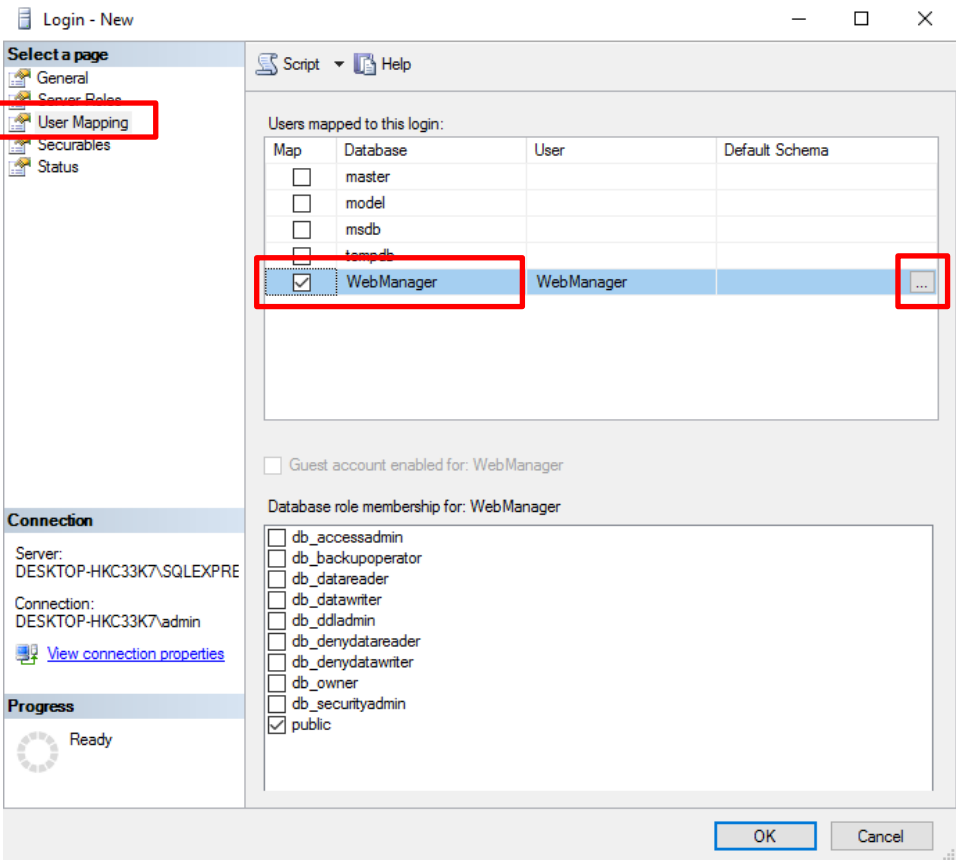 Login - New
Select a page
General
Server Roles
User Mapping
Securables
Status
Script
Help
Users mapped to this login:
Map Database User Default Schema
master
model
msdb
tempdb
WebManager WebManager ...
Guest account enabled for: WebManager
Database role membership for: WebManager
db_accessadmin
db_backupoperator
db_datareader
db_datawriter
db_ddladmin
db_denydatareader
db_denydatawriter
db_owner
db_securityadmin
public
Connection
Server:
DESKTOP-HKC33K7\SQLEXPRE
Connection:
DESKTOP-HKC33K7\admin
View connection properties
Progress
Ready
OK
Cancel